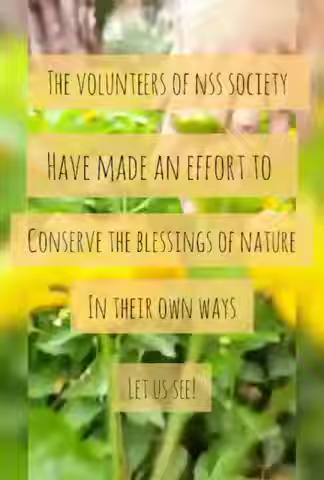 THE VOLUNTEERS OF NSS SOCIETY
HAVE MADE AN EFFORT TO
CONSERVE THE BLESSINGS OF NATURE
IN THEIR OWN WAYS
LET US SEE!